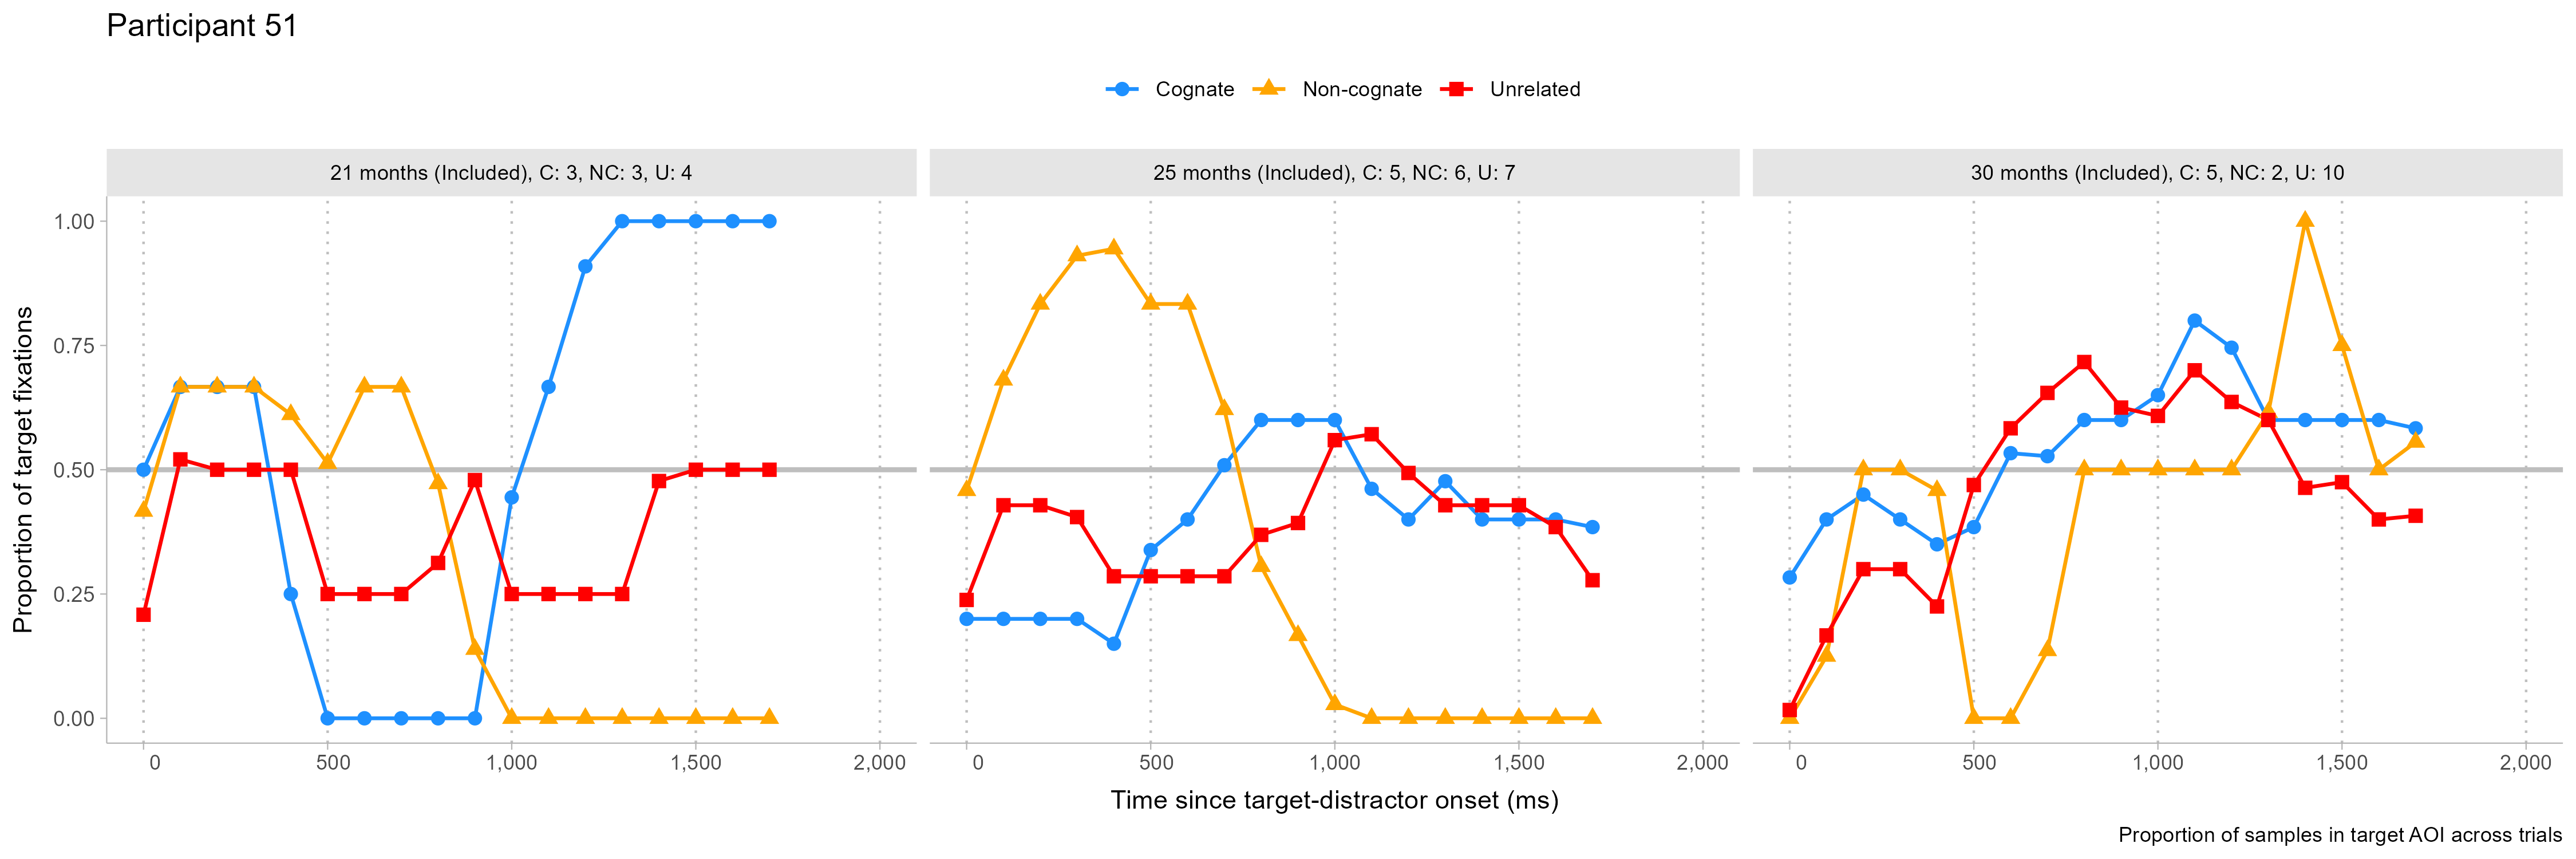 Participant 51
Cognate Non-cognate Unrelated
21 months (Included), C: 3, NC: 3, U: 4
25 months (Included), C: 5, NC: 6, U: 7
30 months (Included), C: 5, NC: 2, U: 10
Proportion of target fixations
1.00
0.75
0.50
0.25
0.00
0 500 1,000 1,500 2,000
0 500 1,000 1,500 2,000
0 500 1,000 1,500 2,000
Time since target-distractor onset (ms)
Proportion of samples in target AOI across trials